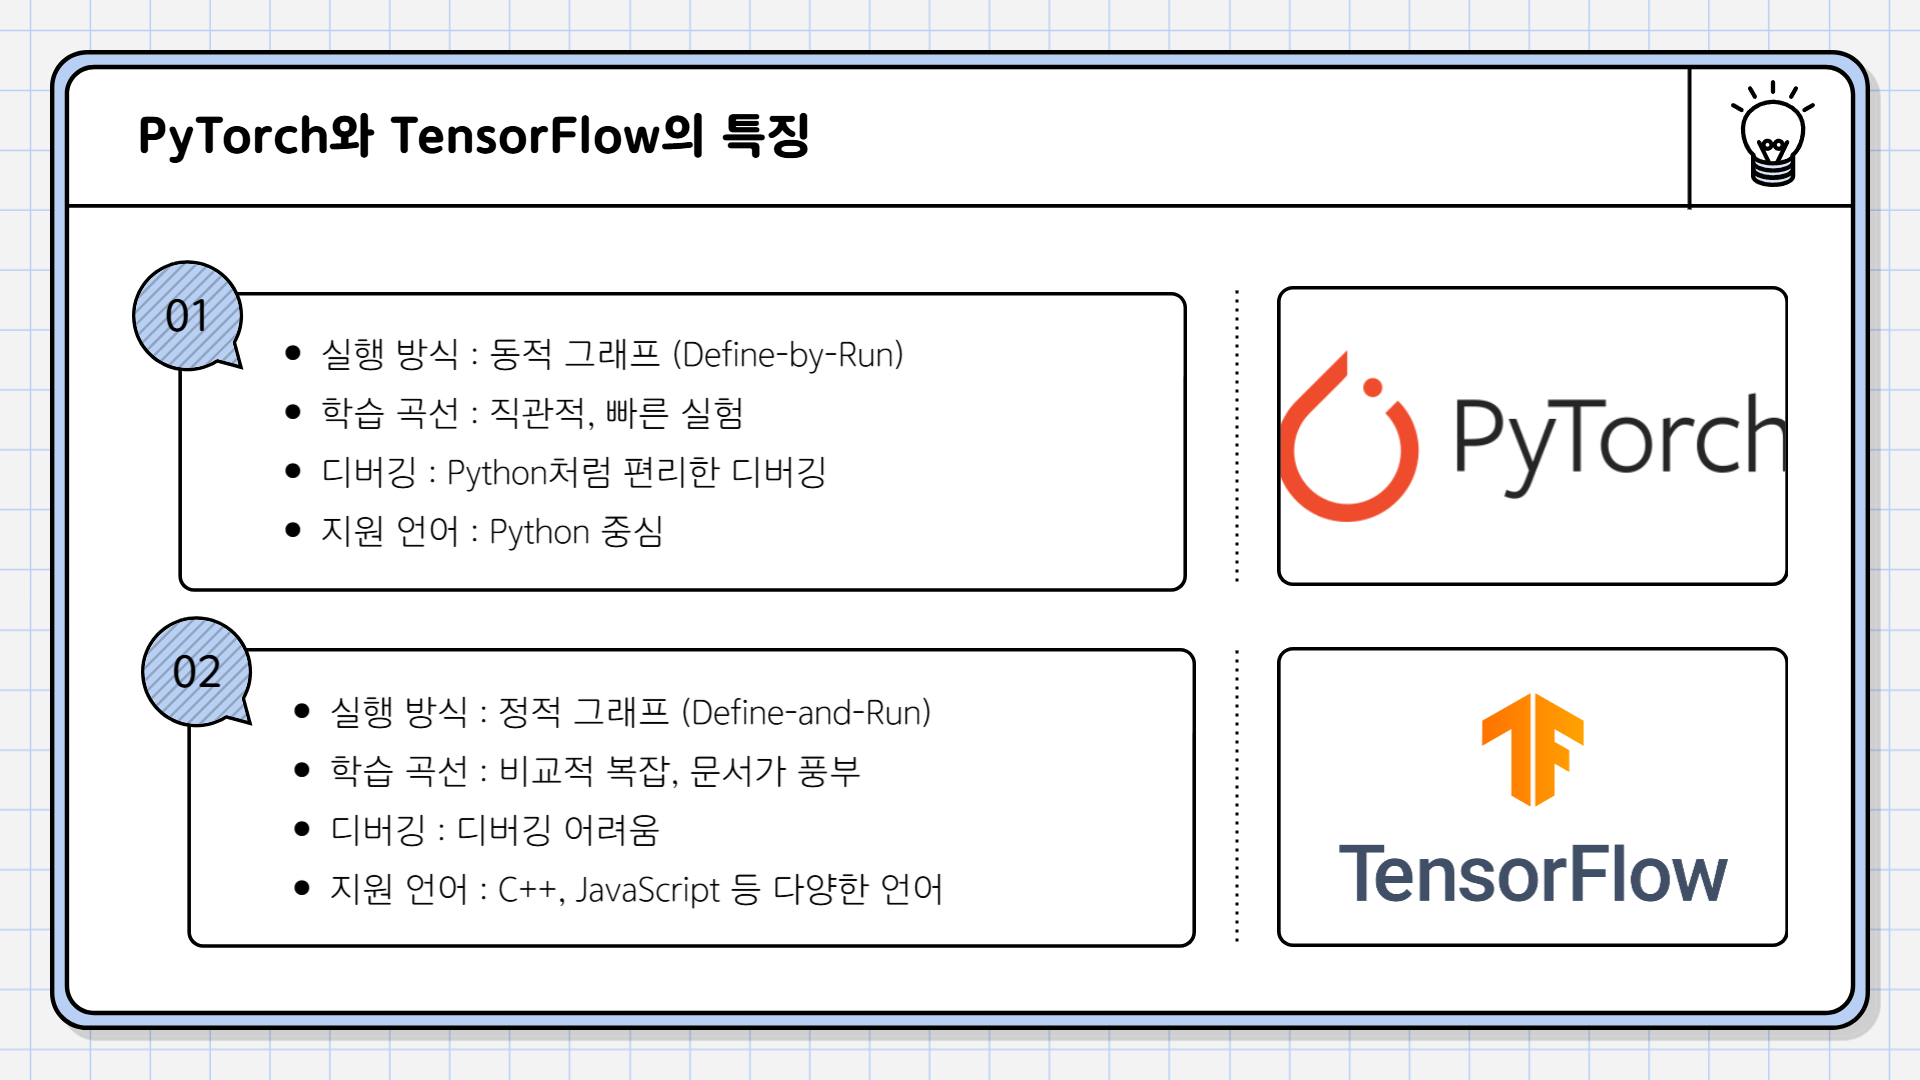 PyTorch와 TensorFlow의 특징
01
실행 방식 : 동적 그래프 (Define-by-Run)
학습 곡선 : 직관적, 빠른 실험
디버깅 : Python처럼 편리한 디버깅
지원 언어 : Python 중심
PyTorch
02
실행 방식 : 정적 그래프 (Define-and-Run)
학습 곡선 : 비교적 복잡, 문서가 풍부
디버깅 : 디버깅 어려움
지원 언어 : C++, JavaScript 등 다양한 언어
TensorFlow